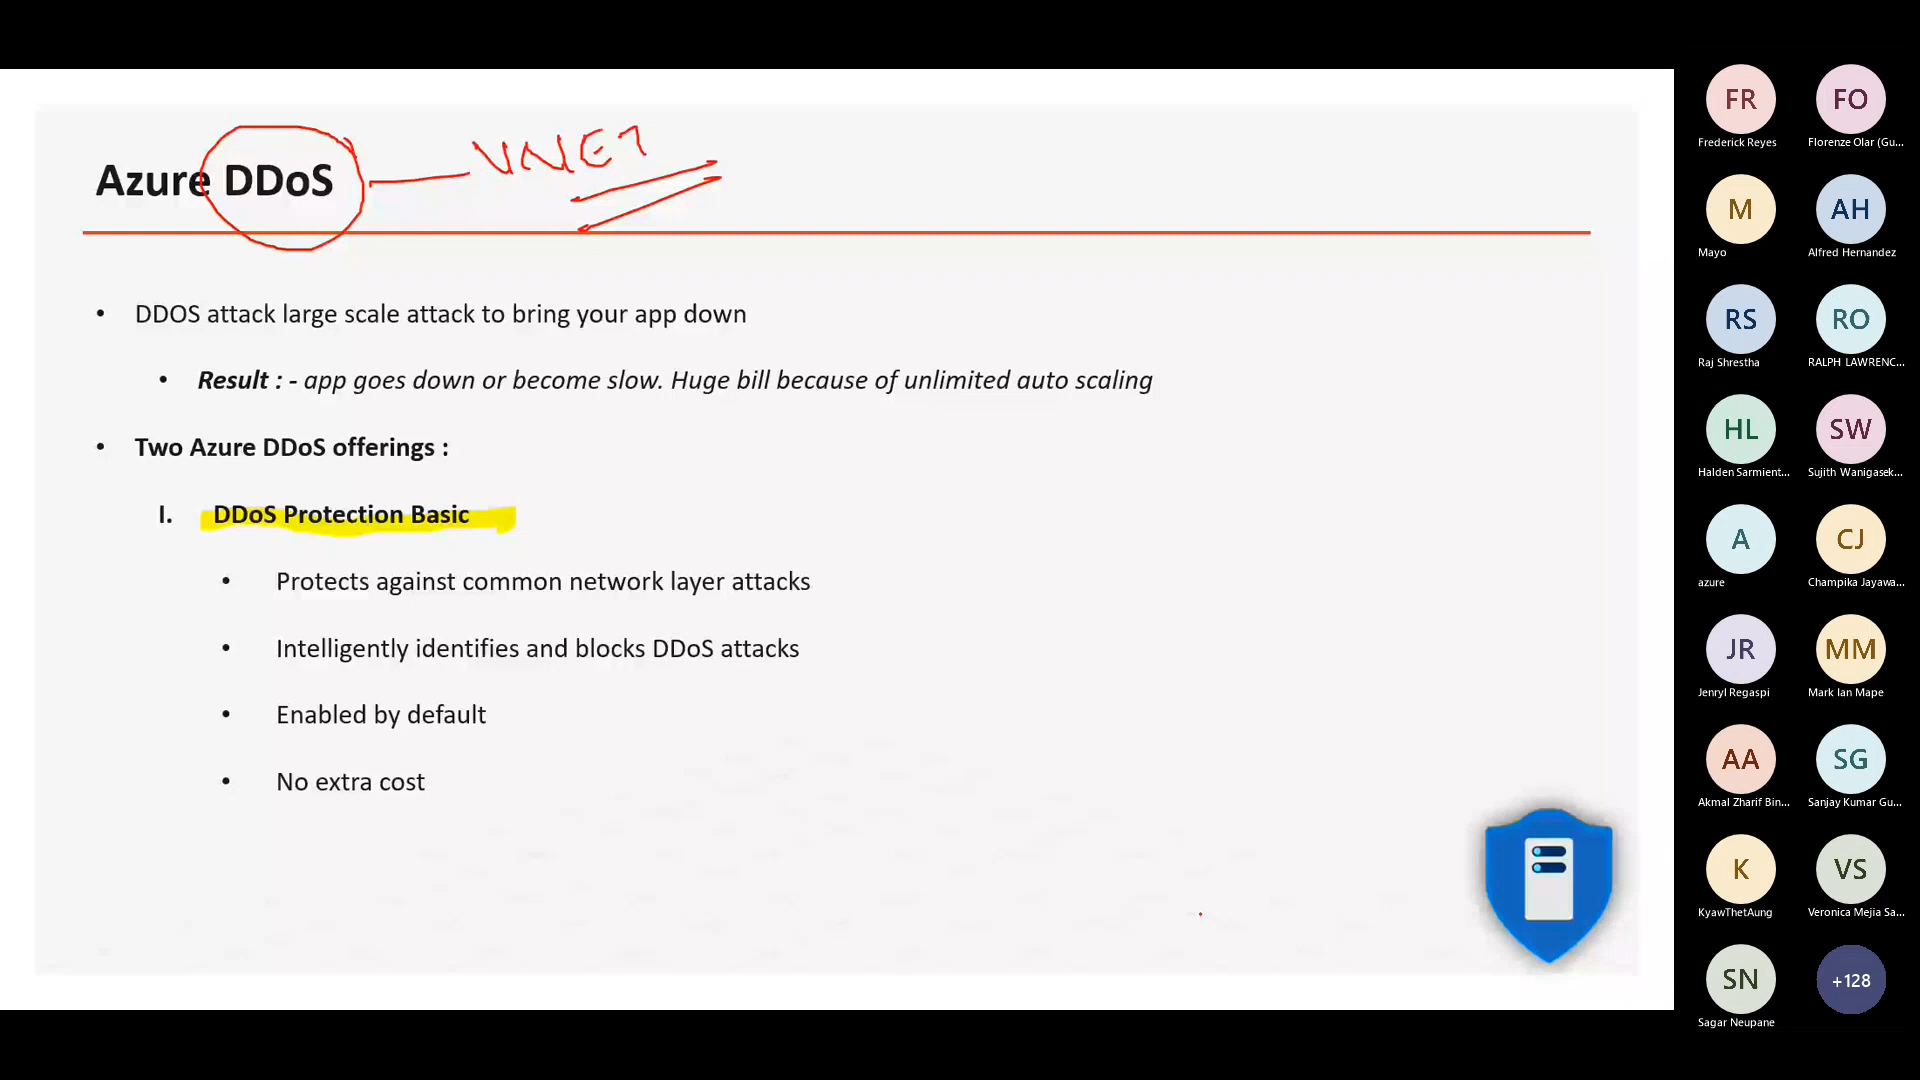 Azure DDoS
VNET
• DDOS attack large scale attack to bring your app down
• Result : - app goes down or become slow. Huge bill because of unlimited auto scaling
• Two Azure DDoS offerings :
I. DDoS Protection Basic
• Protects against common network layer attacks
• Intelligently identifies and blocks DDoS attacks
• Enabled by default
• No extra cost
FR FO
Frederick Reyes Florenze Olar (Gu...
M AH
Mayo Alfred Hernandez
RS RO
Raj Shrestha RALPH LAWRENC...
HL SW
Halden Sarmient... Sujith Wanigasek...
A CJ
azure Champika Jayawa...
JR MM
Jenryl Regaspi Mark Ian Mape
AA SG
Akmal Zharif Bin... Sanjay Kumar Gu...
K VS
KyawThetAung Veronica Mejia Sa...
SN +128
Sagar Neupane